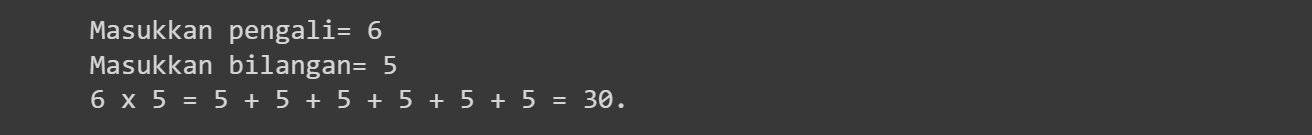 Masukkan pengali= 6
Masukkan bilangan= 5
6 x 5 = 5 + 5 + 5 + 5 + 5 + 5 = 30.